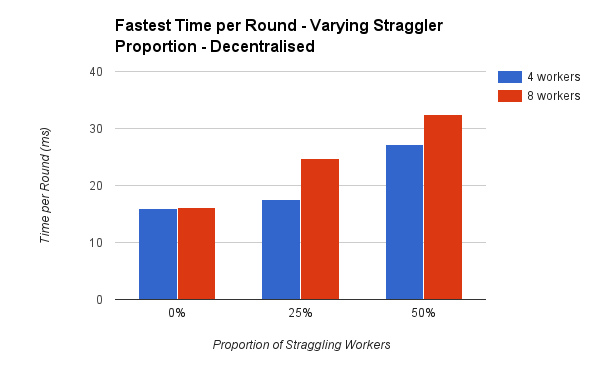 Fastest Time per Round - Varying Straggler
Proportion - Decentralised
4 workers
8 workers
Time per Round (ms)
40
30
20
10
0
0%
25%
50%
Proportion of Straggling Workers